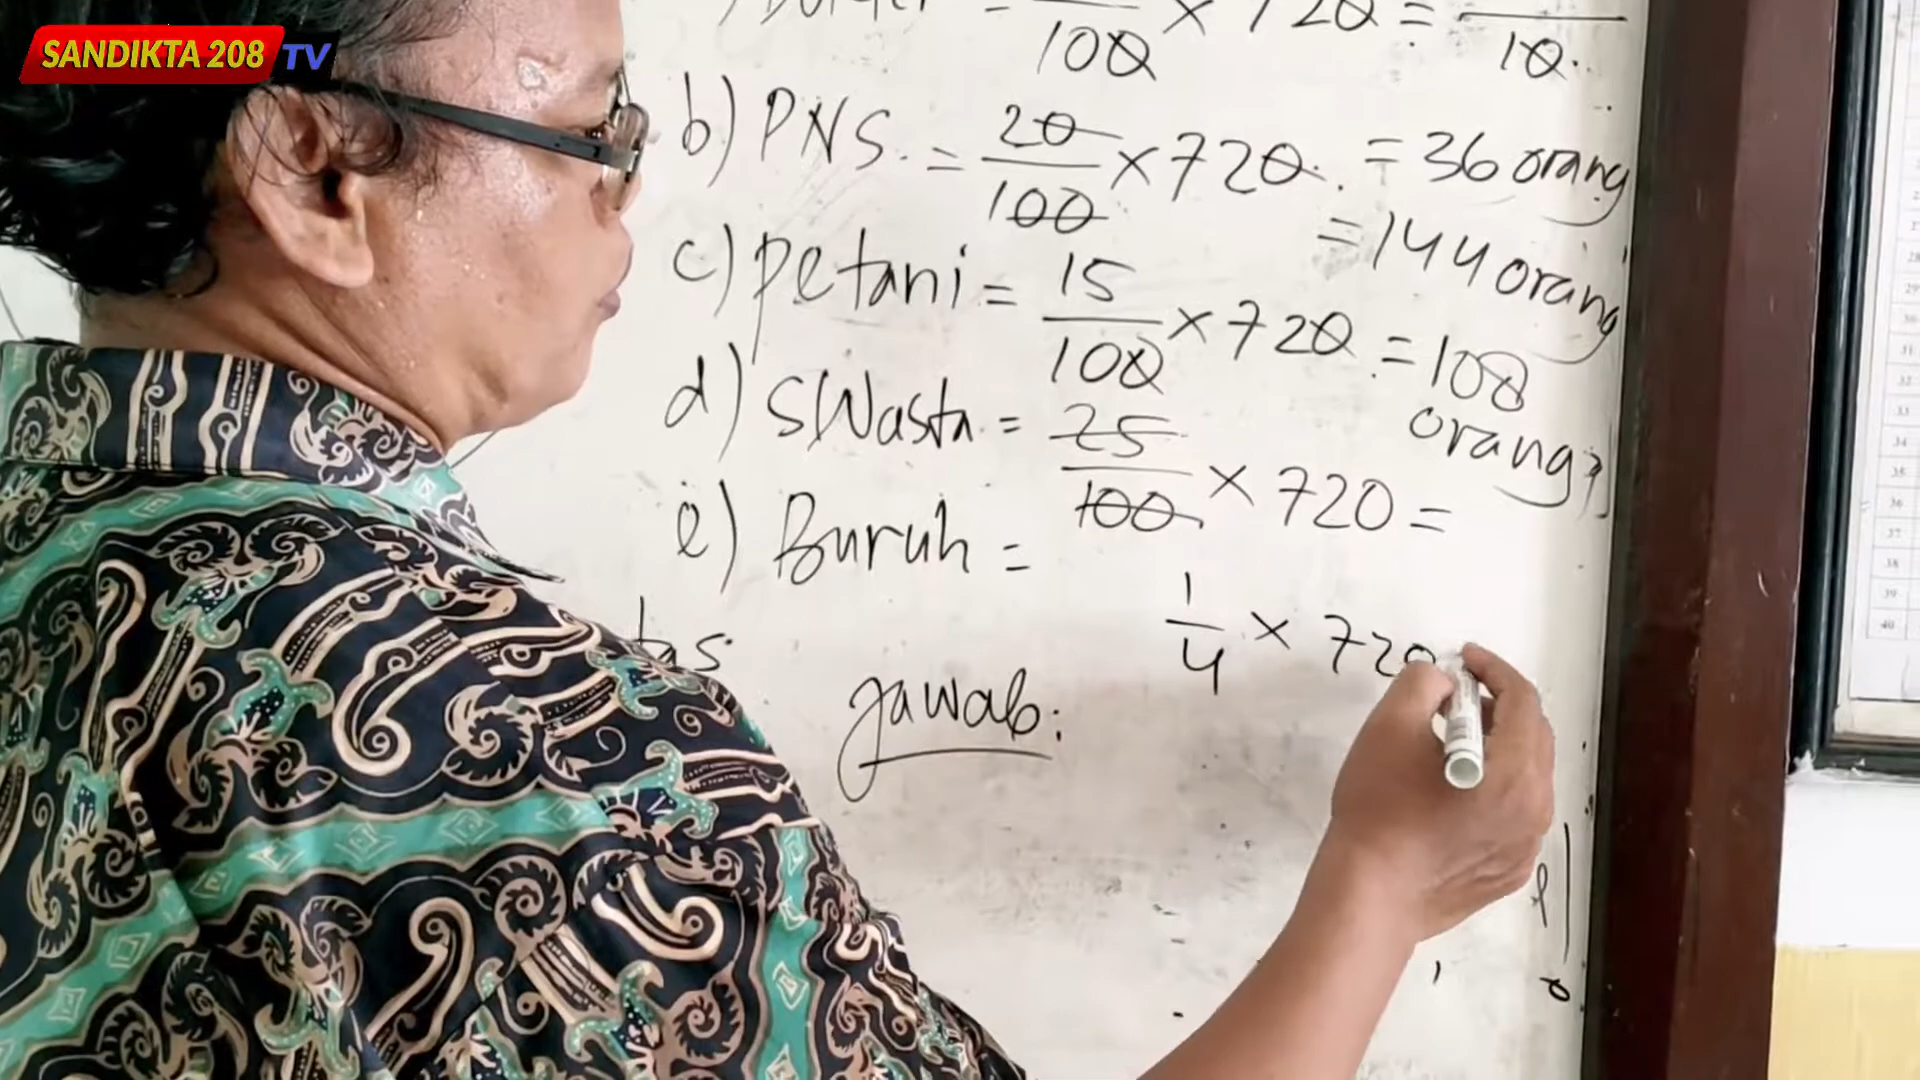 SANDIKTA 208 TV
100 × 720 = 10
b) PNS. = 20/100 × 720. = 36 orang
= 144 orang
c) petani = 15/100 × 720 = 108 orang
d) SWasta = 25/100 × 720 =
e) Buruh =
1/4 × 720
tas
Jawab: